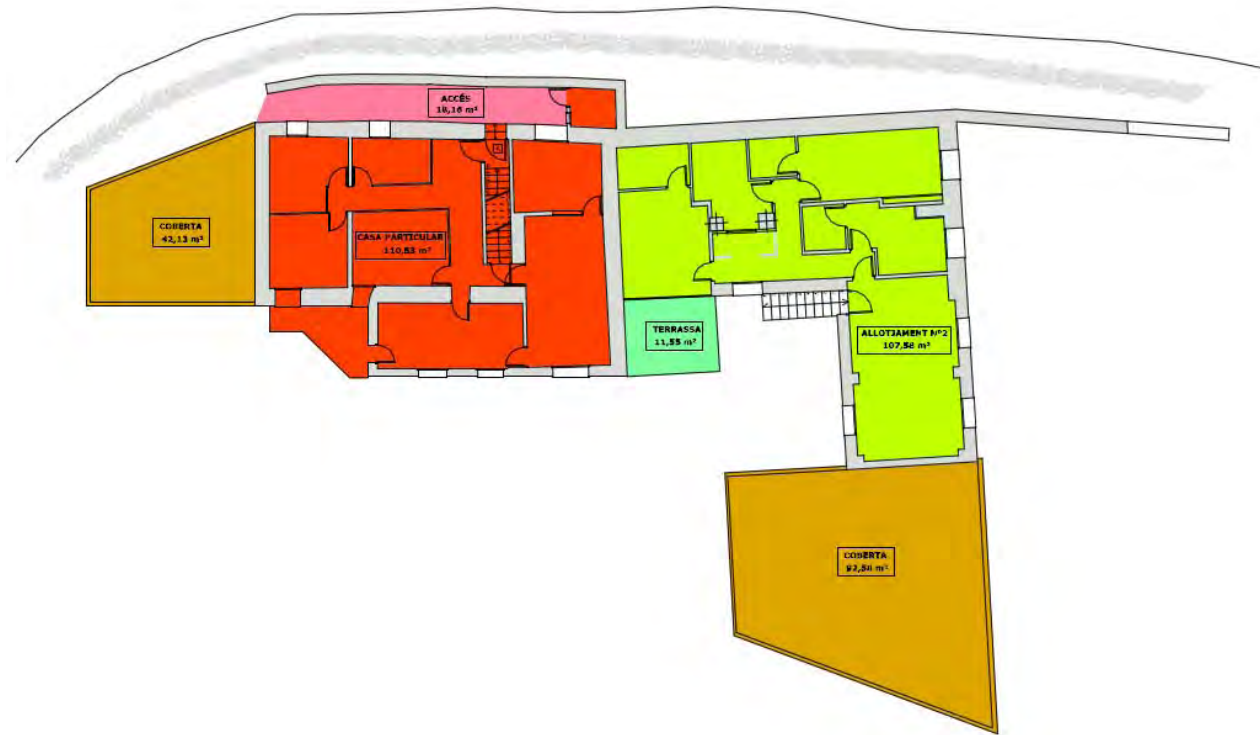 ACCÉS
18,16 m²
COBERTA
42,13 m²
CASA PARTICULAR
110,83 m²
TERRASSA
11,55 m²
ALLOTJAMENT Nº2
107,58 m²
COBERTA
92,50 m²